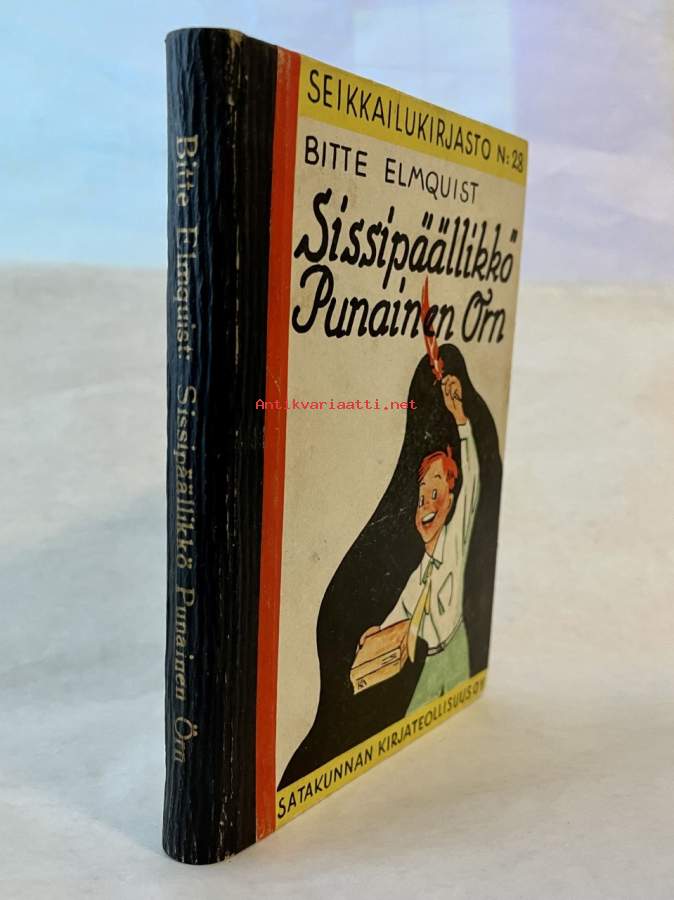 SEIKKAILUKIRJASTO N:28
BITTE ELMQUIST
Sissipäällikkö
Punainen Örn
SATAKUNNAN KIRJATEOLLISUUS OY
Bitte Elmquist: Sissipäällikkö Punainen Örn
Antikvariaatti.net